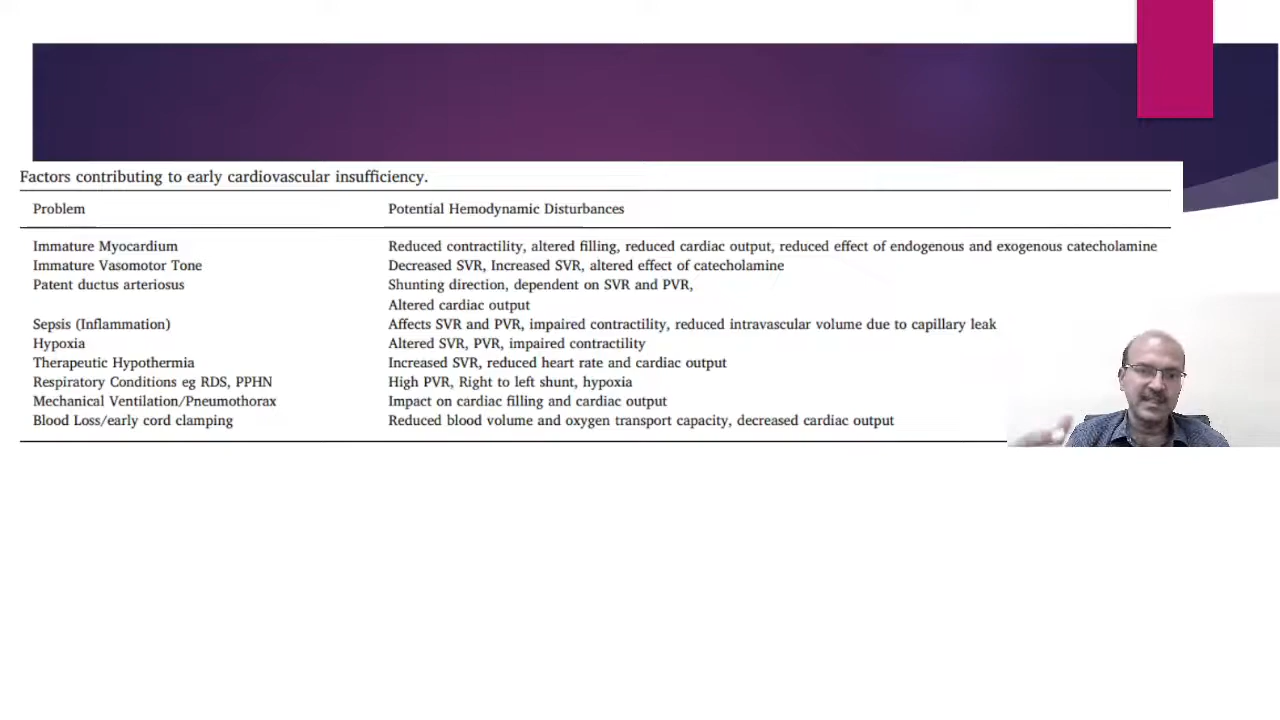 Factors contributing to early cardiovascular insufficiency.
Problem Potential Hemodynamic Disturbances
Immature Myocardium Reduced contractility, altered filling, reduced cardiac output, reduced effect of endogenous and exogenous catecholamine
Immature Vasomotor Tone Decreased SVR, Increased SVR, altered effect of catecholamine
Patent ductus arteriosus Shunting direction, dependent on SVR and PVR,
Altered cardiac output
Sepsis (Inflammation) Affects SVR and PVR, impaired contractility, reduced intravascular volume due to capillary leak
Hypoxia Altered SVR, PVR, impaired contractility
Therapeutic Hypothermia Increased SVR, reduced heart rate and cardiac output
Respiratory Conditions eg RDS, PPHN High PVR, Right to left shunt, hypoxia
Mechanical Ventilation/Pneumothorax Impact on cardiac filling and cardiac output
Blood Loss/early cord clamping Reduced blood volume and oxygen transport capacity, decreased cardiac output